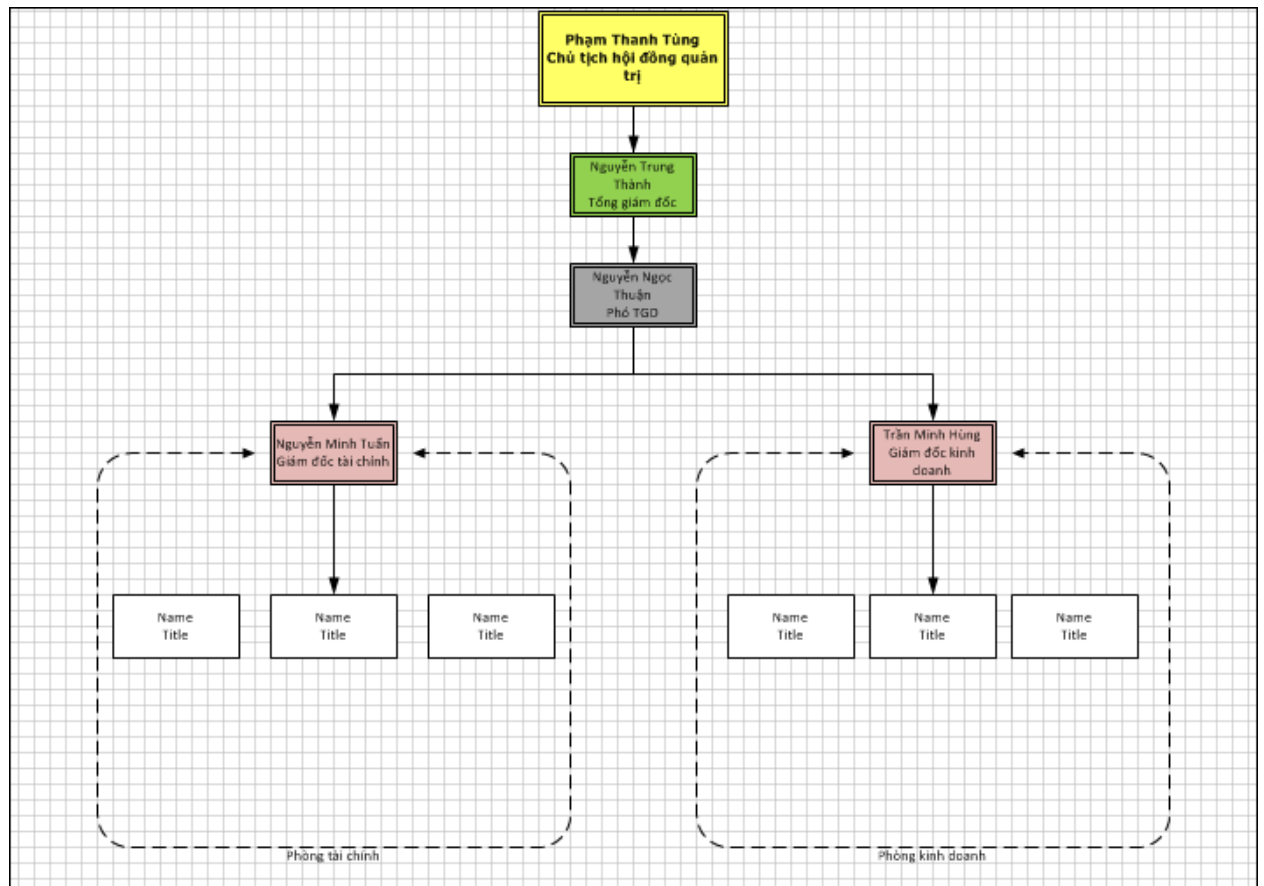 Phạm Thanh Tùng
Chủ tịch hội đồng quản
trị
Nguyễn Trung
Thành
Tổng giám đốc
Nguyễn Ngọc
Thuận
Phó TGD
Nguyễn Minh Tuấn
Giám đốc tài chính
Trần Minh Hùng
Giám đốc kinh
doanh
Name
Title
Name
Title
Name
Title
Name
Title
Name
Title
Name
Title
Phòng tài chính
Phòng kinh doanh